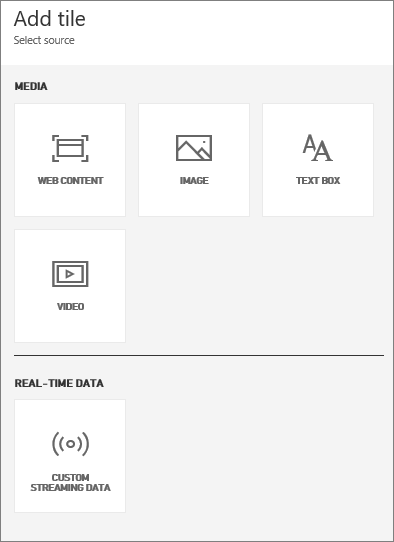 Add tile
Select source
MEDIA
WEB CONTENT
IMAGE
TEXT BOX
VIDEO
REAL-TIME DATA
CUSTOM
STREAMING DATA